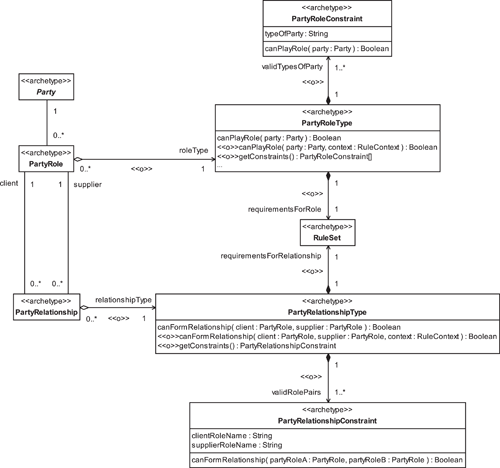 <<archetype>>
PartyRoleConstraint
typeOfParty : String
canPlayRole( party : Party ) : Boolean
validTypesOfParty
1..*
<<o>>
1
<<archetype>>
Party
1
0..*
<<archetype>>
PartyRoleType
canPlayRole( party : Party ) : Boolean
<<o>>canPlayRole( party : Party, context : RuleContext ) : Boolean
<<o>>getConstraints() : PartyRoleConstraint[]
...
<<archetype>>
PartyRole
roleType
0..*
<<o>>
1
client
1
1
supplier
1
<<o>>
requirementsForRole
1
<<archetype>>
RuleSet
requirementsForRelationship
1
<<o>>
1
0..*
0..*
<<archetype>>
PartyRelationship
relationshipType
0..*
<<o>>
1
<<archetype>>
PartyRelationshipType
canFormRelationship( client : PartyRole, supplier : PartyRole ) : Boolean
<<o>>canFormRelationship( client : PartyRole, supplier : PartyRole, context : RuleContext ) : Boolean
<<o>>getConstraints() : PartyRelationshipConstraint
1
<<o>>
validRolePairs
1..*
<<archetype>>
PartyRelationshipConstraint
clientRoleName : String
supplierRoleName : String
canFormRelationship( partyRoleA : PartyRole, partyRoleB : PartyRole ) : Boolean